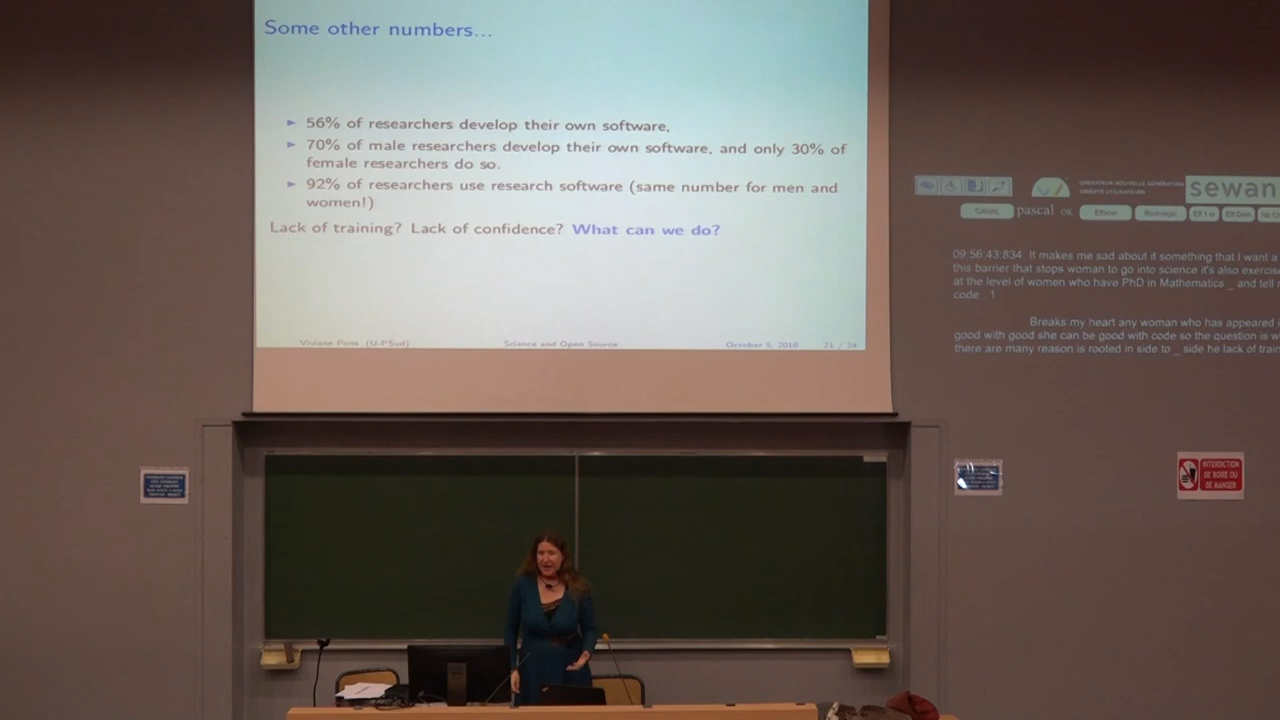 Some other numbers...
► 56% of researchers develop their own software,
► 70% of male researchers develop their own software, and only 30% of
female researchers do so.
► 92% of researchers use research software (same number for men and
women!)
Lack of training? Lack of confidence? What can we do?
Viviane Pons (U-PSud) Science and Open Source October 5, 2018 21 / 24
OPERATEUR NOUVELLE GENERATION
ORIENTE UTILISATEURS
sewan
pascal OK
09:56:43:834: It makes me sad about it something that I want a
this barrier that stops woman to go into science it's also exercis
at the level of women who have PhD in Mathematics _ and tell
code . 1
Breaks my heart any woman who has appeared
good with good she can be good with code so the question is w
there are many reason is rooted in side to _ side he lack of train
INTERDICTION
DE BOIRE OU
DE MANGER